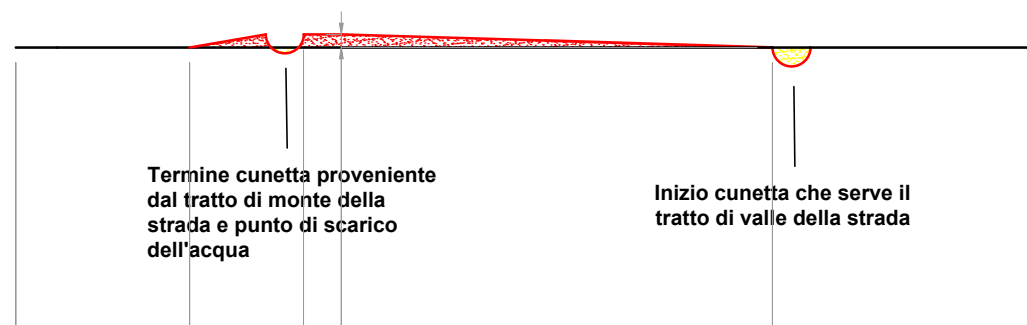 Termine cunetta proveniente
dal tratto di monte della
strada e punto di scarico
dell'acqua
Inizio cunetta che serve il
tratto di valle della strada